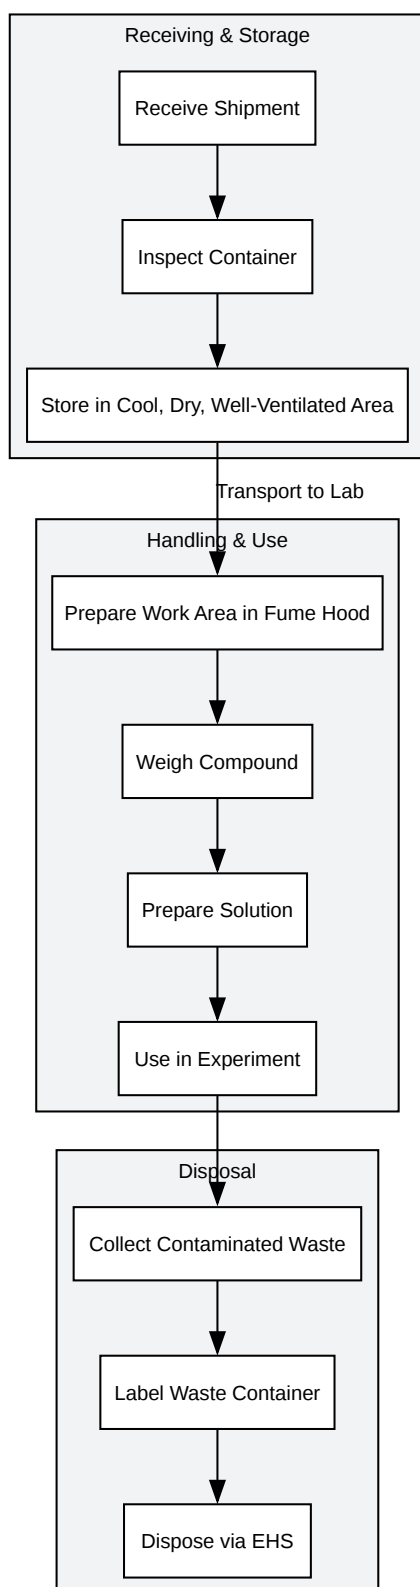 Receiving & Storage
Receive Shipment
Inspect Container
Store in Cool, Dry, Well-Ventilated Area
Transport to Lab
Handling & Use
Prepare Work Area in Fume Hood
Weigh Compound
Prepare Solution
Use in Experiment
Disposal
Collect Contaminated Waste
Label Waste Container
Dispose via EHS